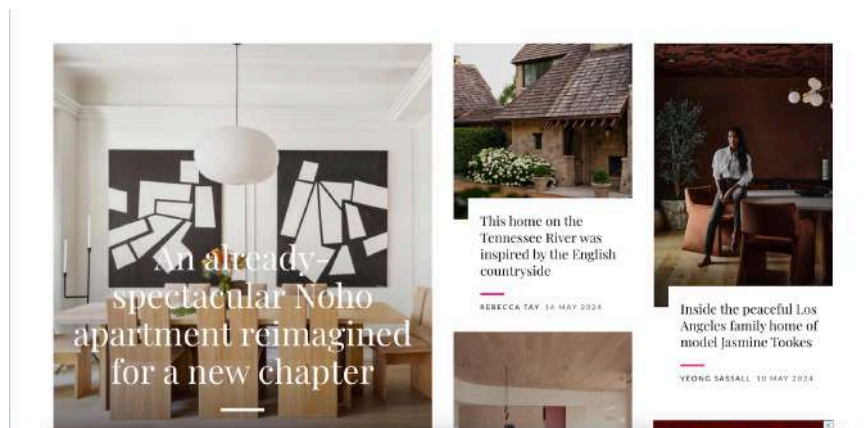 An already-
spectacular Noho
apartment reimagined
for a new chapter
This home on the
Tennessee River was
inspired by the English
countryside
REBECCA TAY 14 MAY 2024
Inside the peaceful Los
Angeles family home of
model Jasmine Tookes
YEONG SASSALL 10 MAY 2024